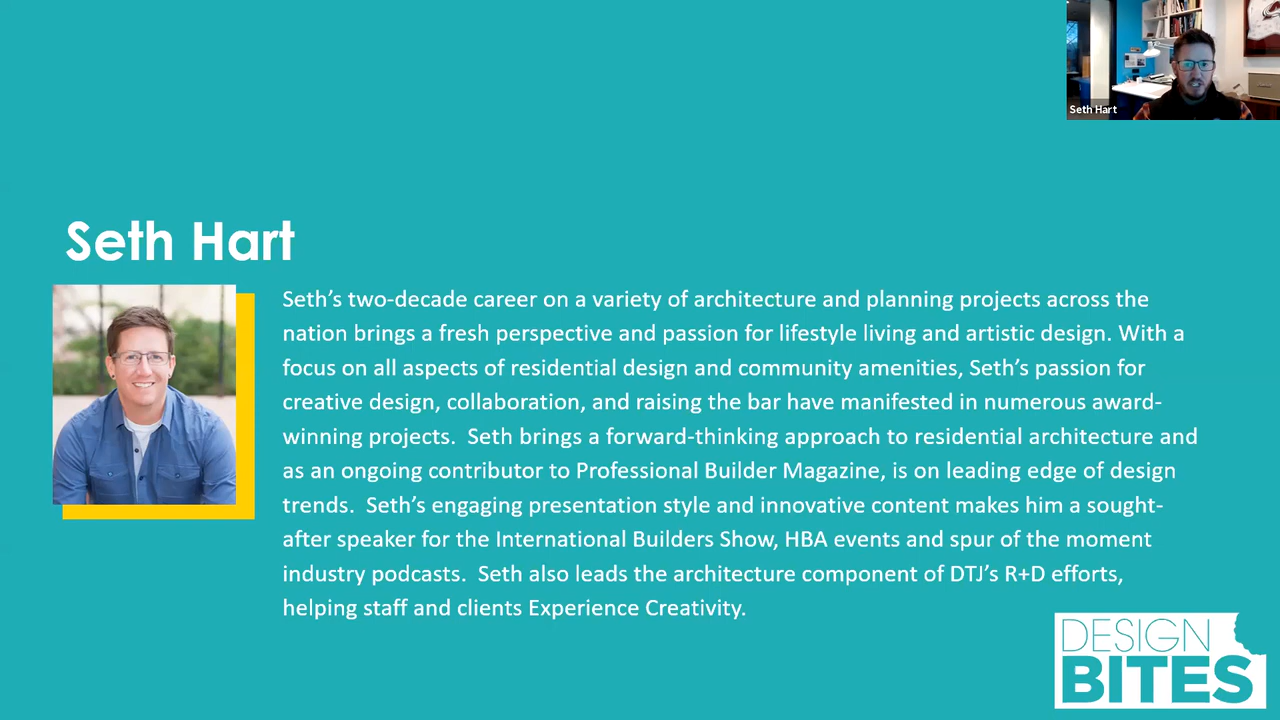 Seth Hart
Seth Hart
Seth’s two-decade career on a variety of architecture and planning projects across the
nation brings a fresh perspective and passion for lifestyle living and artistic design. With a
focus on all aspects of residential design and community amenities, Seth’s passion for
creative design, collaboration, and raising the bar have manifested in numerous award-
winning projects.  Seth brings a forward-thinking approach to residential architecture and
as an ongoing contributor to Professional Builder Magazine, is on leading edge of design
trends.  Seth’s engaging presentation style and innovative content makes him a sought-
after speaker for the International Builders Show, HBA events and spur of the moment
industry podcasts.  Seth also leads the architecture component of DTJ’s R+D efforts,
helping staff and clients Experience Creativity.
DESIGN
BITES